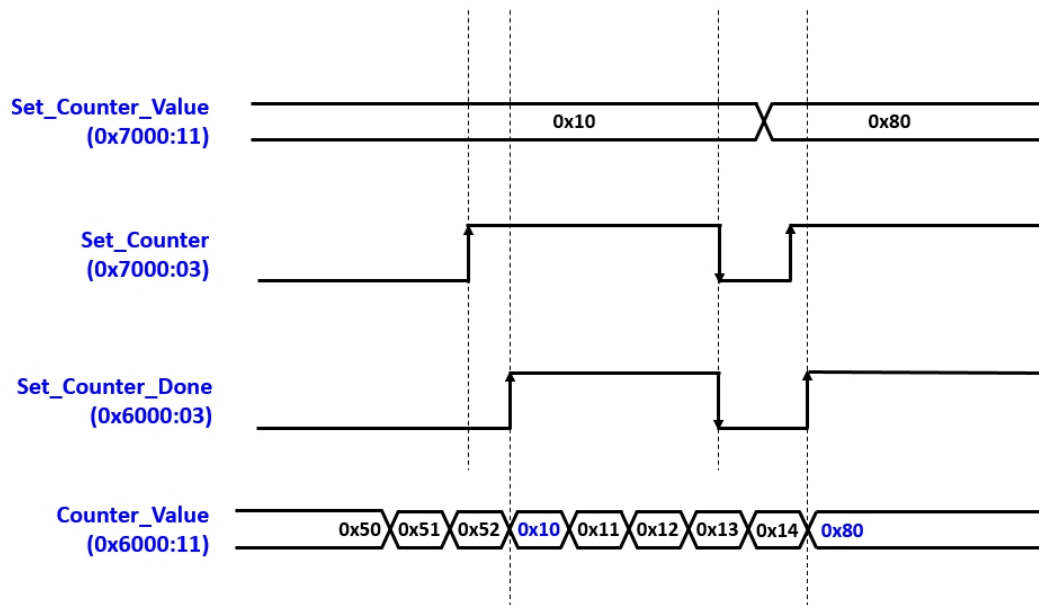 Set_Counter_Value
(0x7000:11)
0x10 0x80
Set_Counter
(0x7000:03)
Set_Counter_Done
(0x6000:03)
Counter_Value
(0x6000:11)
0x50 0x51 0x52 0x10 0x11 0x12 0x13 0x14 0x80